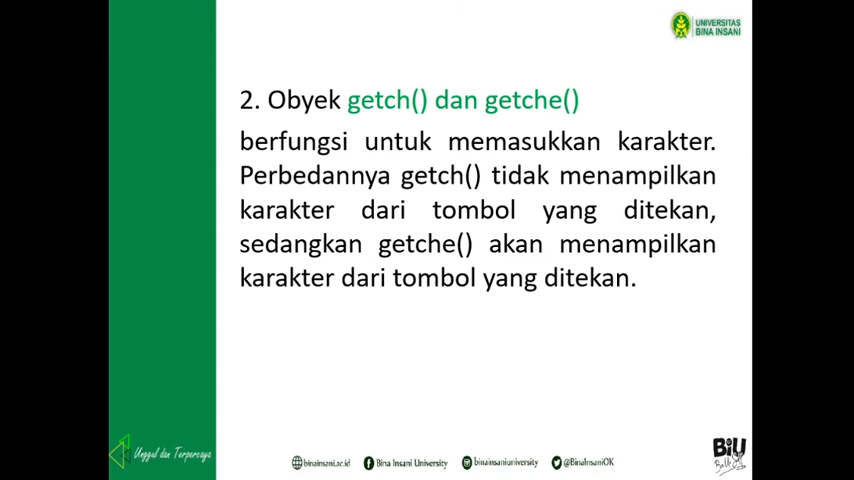 UNIVERSITAS
BINA INSANI
2. Obyek getch() dan getche()
berfungsi untuk memasukkan karakter.
Perbedannya getch() tidak menampilkan
karakter dari tombol yang ditekan,
sedangkan getche() akan menampilkan
karakter dari tombol yang ditekan.
Unggul dan Terpercaya
binainsani.ac.id
Bina Insani University
binainsaniuniversity
@BinaInsaniOK
BiU